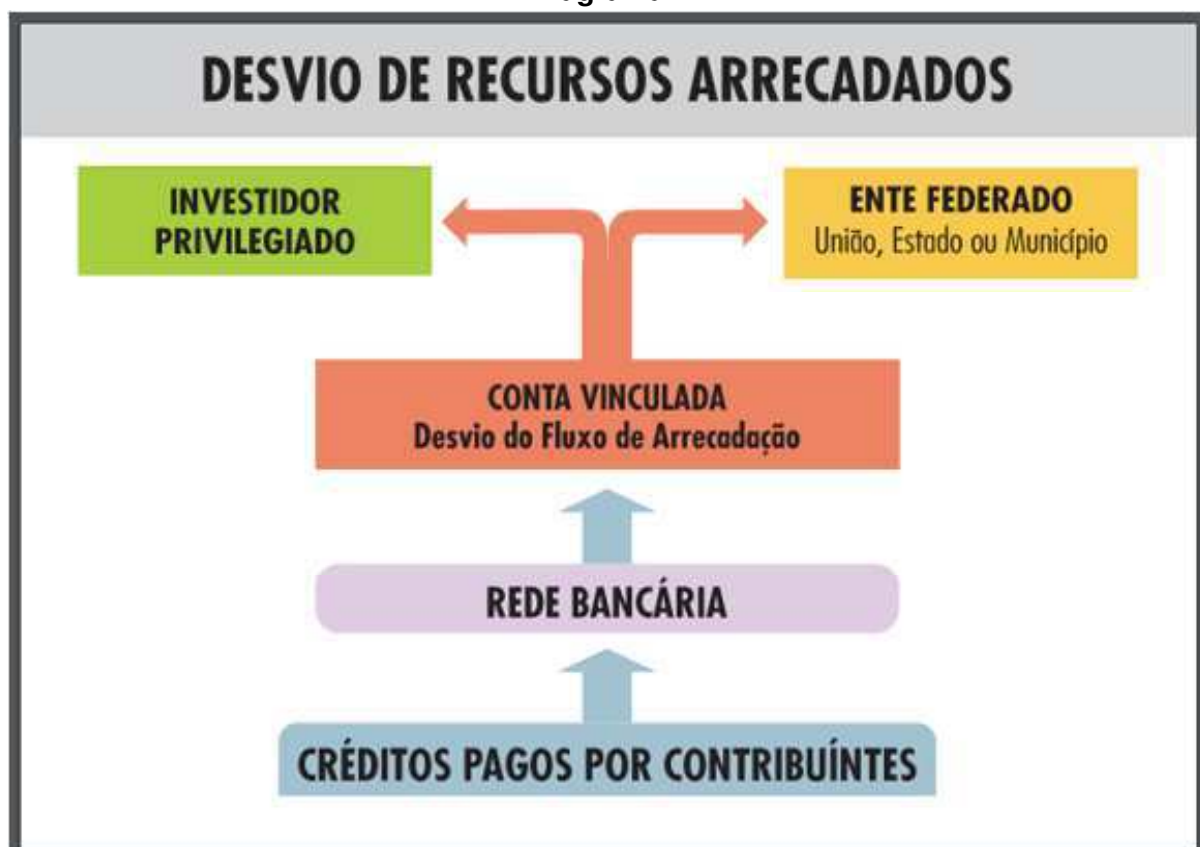 DESVIO DE RECURSOS ARRECADADOS
INVESTIDOR
PRIVILEGIADO
ENTE FEDERADO
União, Estado ou Município
CONTA VINCULADA
Desvio do Fluxo de Arrecadação
REDE BANCÁRIA
CRÉDITOS PAGOS POR CONTRIBUÍNTES